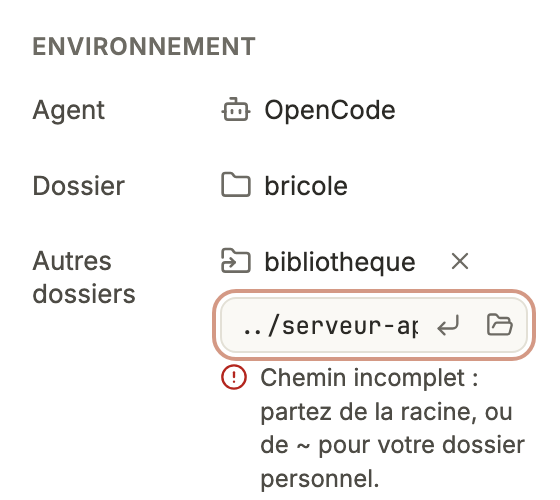 ENVIRONNEMENT
Agent OpenCode
Dossier bricole
Autres dossiers bibliotheque
../serveur-ap
Chemin incomplet :
partez de la racine, ou
de ~ pour votre dossier
personnel.